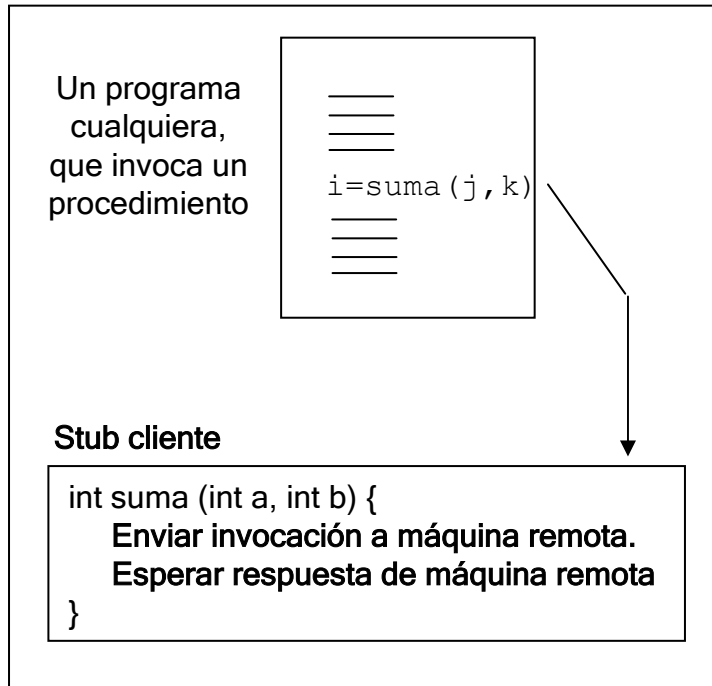 Un programa
cualquiera,
que invoca un
procedimiento
i=suma(j,k)
Stub cliente
int suma (int a, int b) {
Enviar invocación a máquina remota.
Esperar respuesta de máquina remota
}